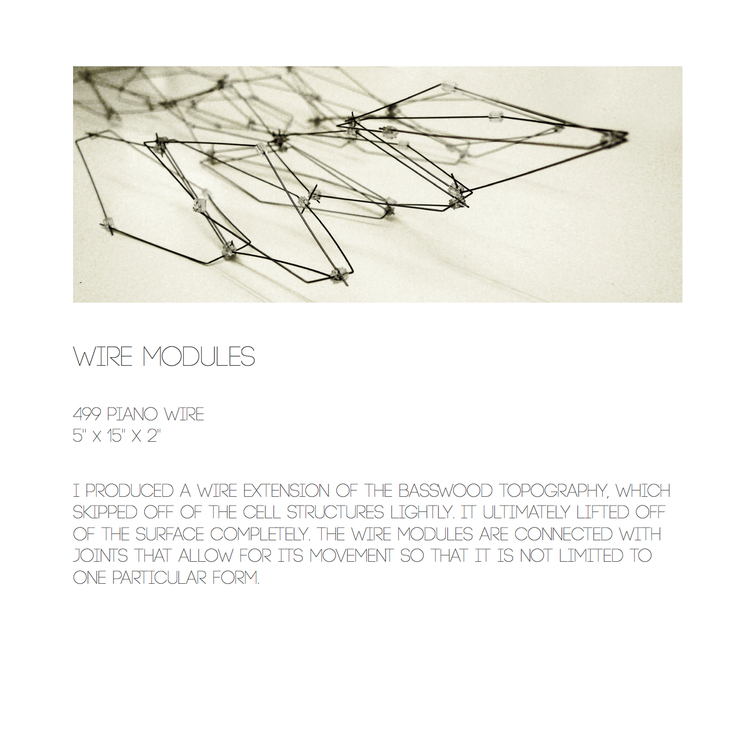 WIRE MODULES
499 PIANO WIRE
5" X 15" X 2"
I PRODUCED A WIRE EXTENSION OF THE BASSWOOD TOPOGRAPHY, WHICH
SKIPPED OFF OF THE CELL STRUCTURES LIGHTLY. IT ULTIMATELY LIFTED OFF
OF THE SURFACE COMPLETELY. THE WIRE MODULES ARE CONNECTED WITH
JOINTS THAT ALLOW FOR ITS MOVEMENT SO THAT IT IS NOT LIMITED TO
ONE PARTICULAR FORM.